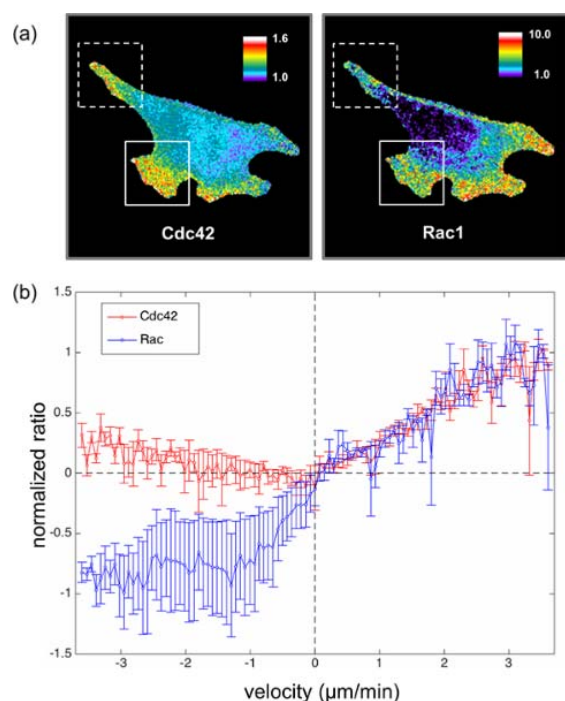 (a)
1.6
1.0
Cdc42
10.0
1.0
Rac1
(b)
Cdc42
Rac
normalized ratio
1.5
1
0.5
0
-0.5
-1
-1.5
-3 -2 -1 0 1 2 3
velocity (μm/min)